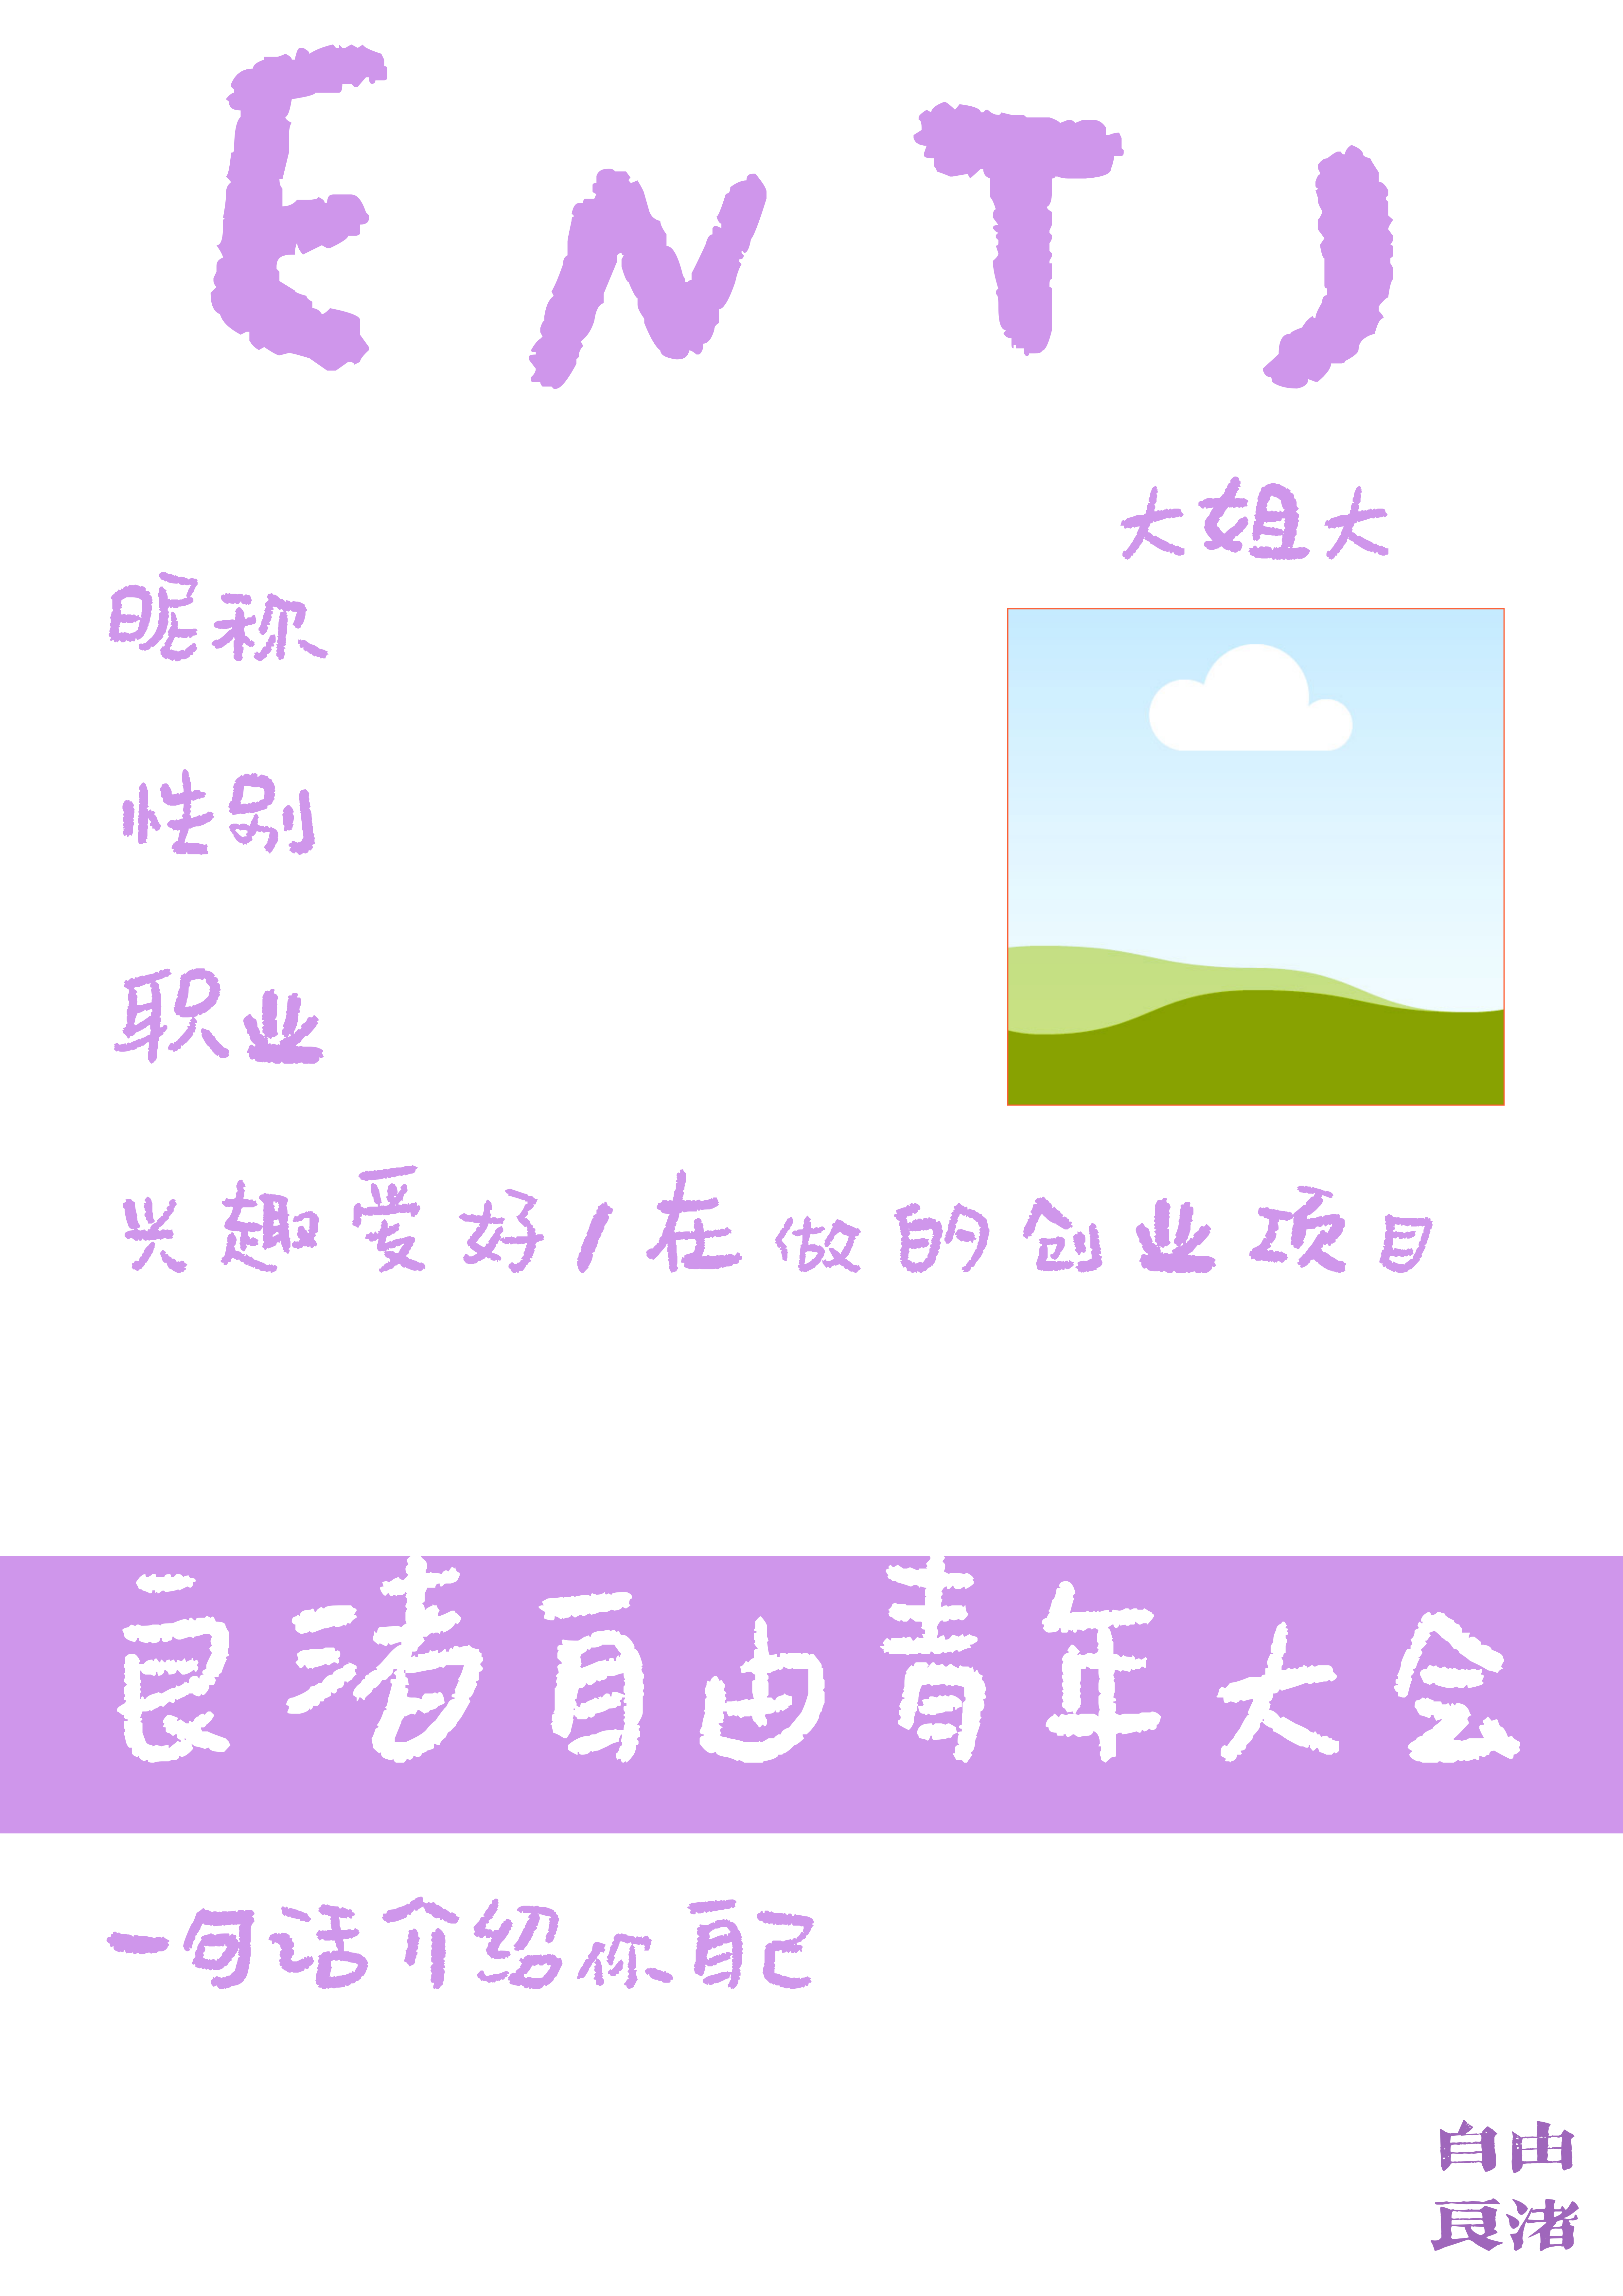 ENTJ
大姐大
昵称
性别
职业
兴趣爱好/在做的创业项目
良渚自由青年大会
一句话介绍你自己
自由
良渚